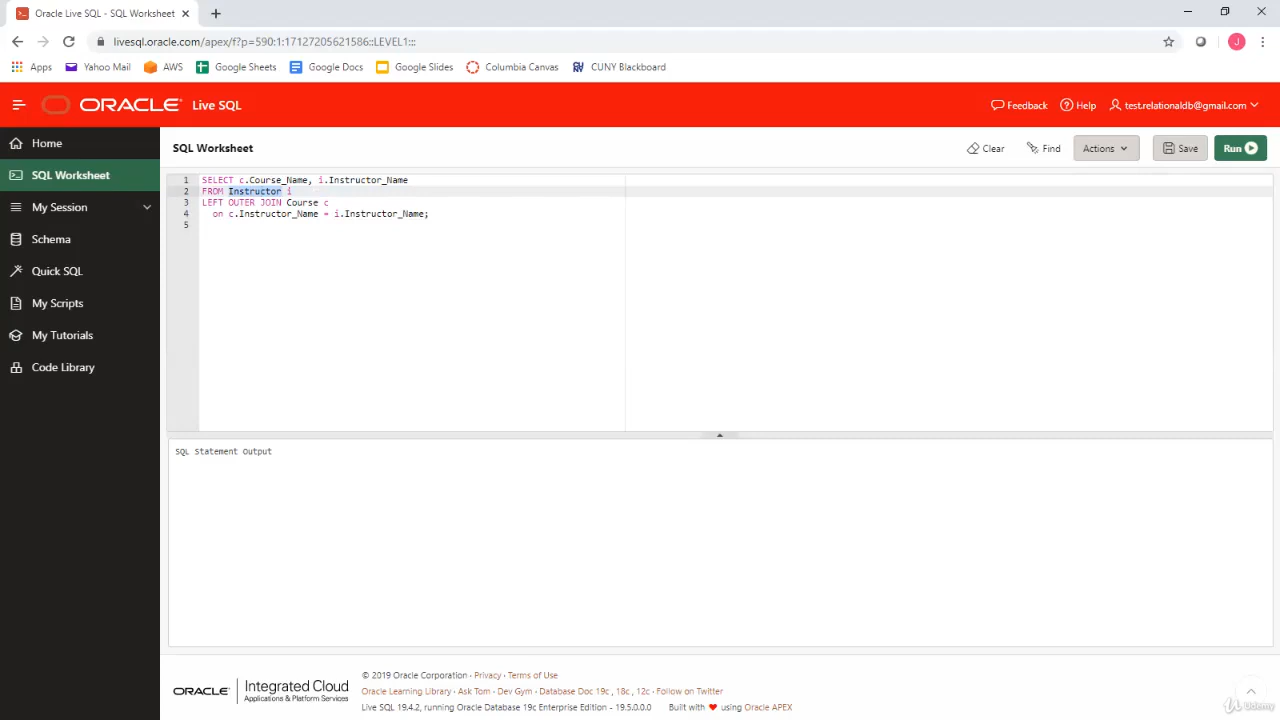 Oracle Live SQL - SQL Worksheet
livesql.oracle.com/apex/f?p=590:1:17127205621586::LEVEL1:::
J
Apps Yahoo Mail AWS Google Sheets Google Docs Google Slides Columbia Canvas CUNY Blackboard
ORACLE Live SQL
Feedback Help test.relationaldb@gmail.com
Home
SQL Worksheet
My Session
Schema
Quick SQL
My Scripts
My Tutorials
Code Library
SQL Worksheet
Clear Find Actions Save Run
1 SELECT c.Course_Name, i.Instructor_Name
2 FROM Instructor i
3 LEFT OUTER JOIN Course c
4 on c.Instructor_Name = i.Instructor_Name;
5
SQL Statement Output
ORACLE Integrated Cloud
Applications & Platform Services
© 2019 Oracle Corporation · Privacy · Terms of Use
Oracle Learning Library · Ask Tom · Dev Gym · Database Doc 19c , 18c , 12c · Follow on Twitter
Live SQL 19.4.2, running Oracle Database 19c Enterprise Edition - 19.5.0.0.0 Built with ❤ using Oracle APEX
Udemy